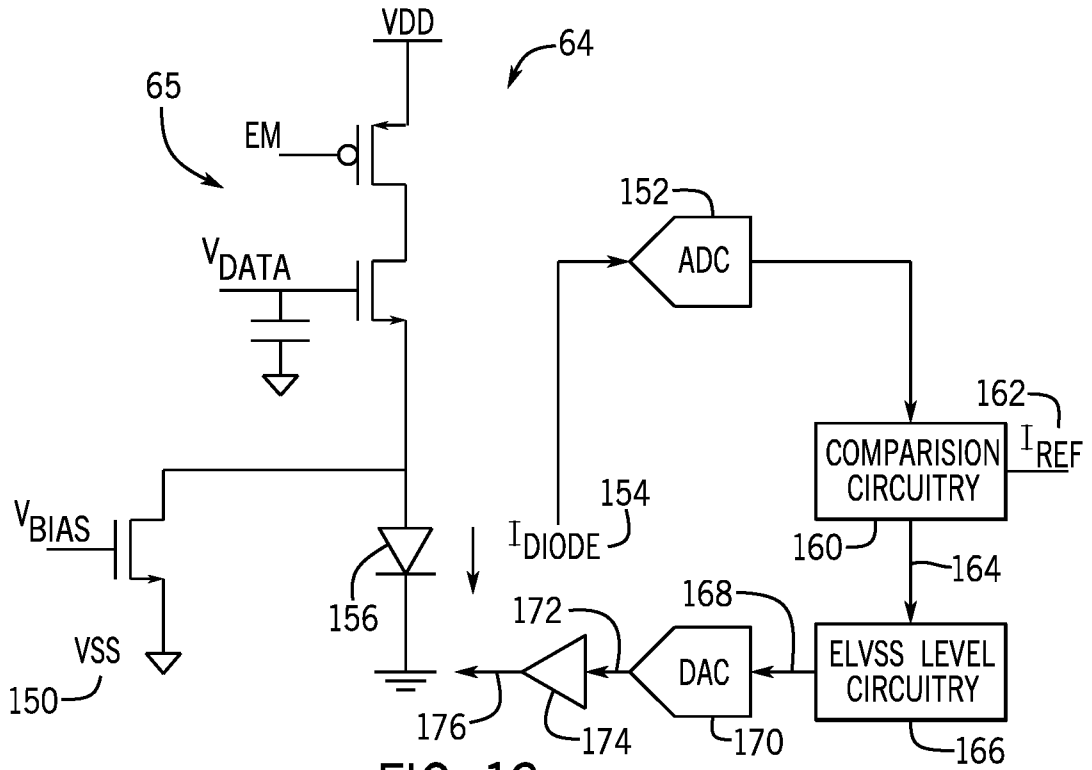 VDD
64
65
EM
152
ADC
VDATA
162
IREF
COMPARISION
CIRCUITRY
VBIAS
IDIODE
154
160
164
156
172
168
VSS
150
DAC
ELVSS LEVEL
CIRCUITRY
176
174
170
166